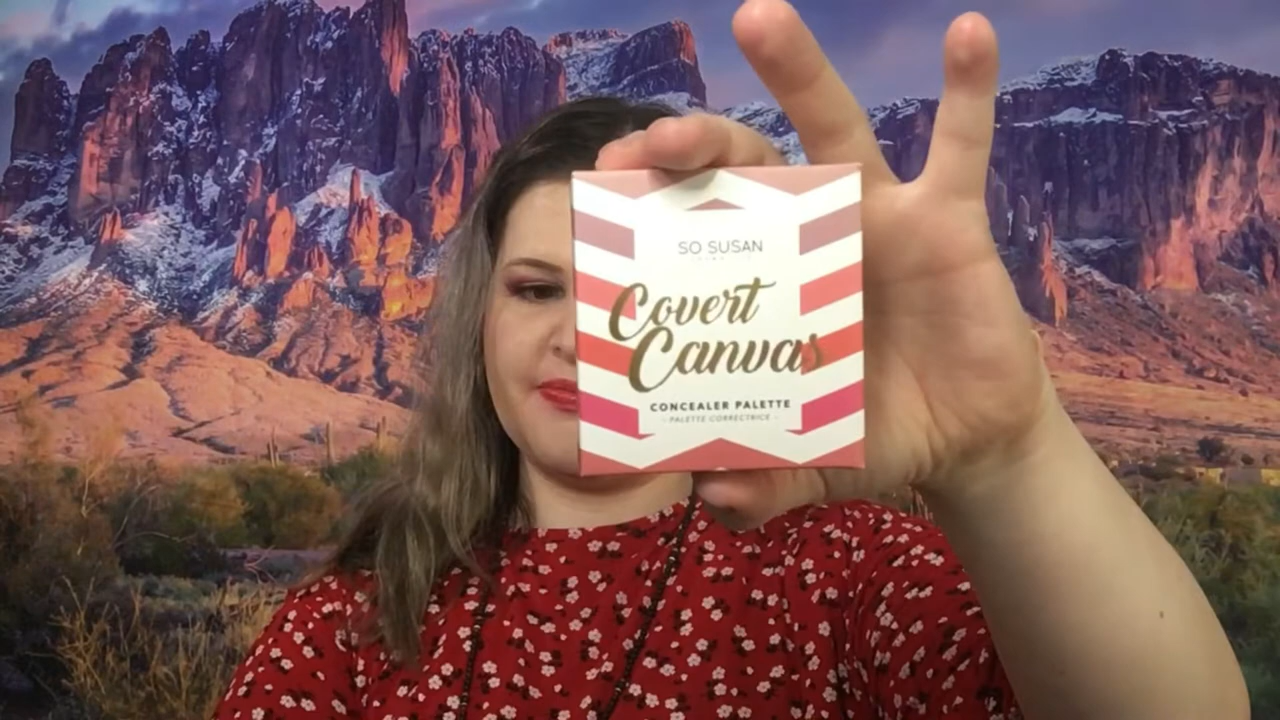 SO SUSAN
Covert
Canvas
CONCEALER PALETTE
- PALETTE CORRECTRICE -